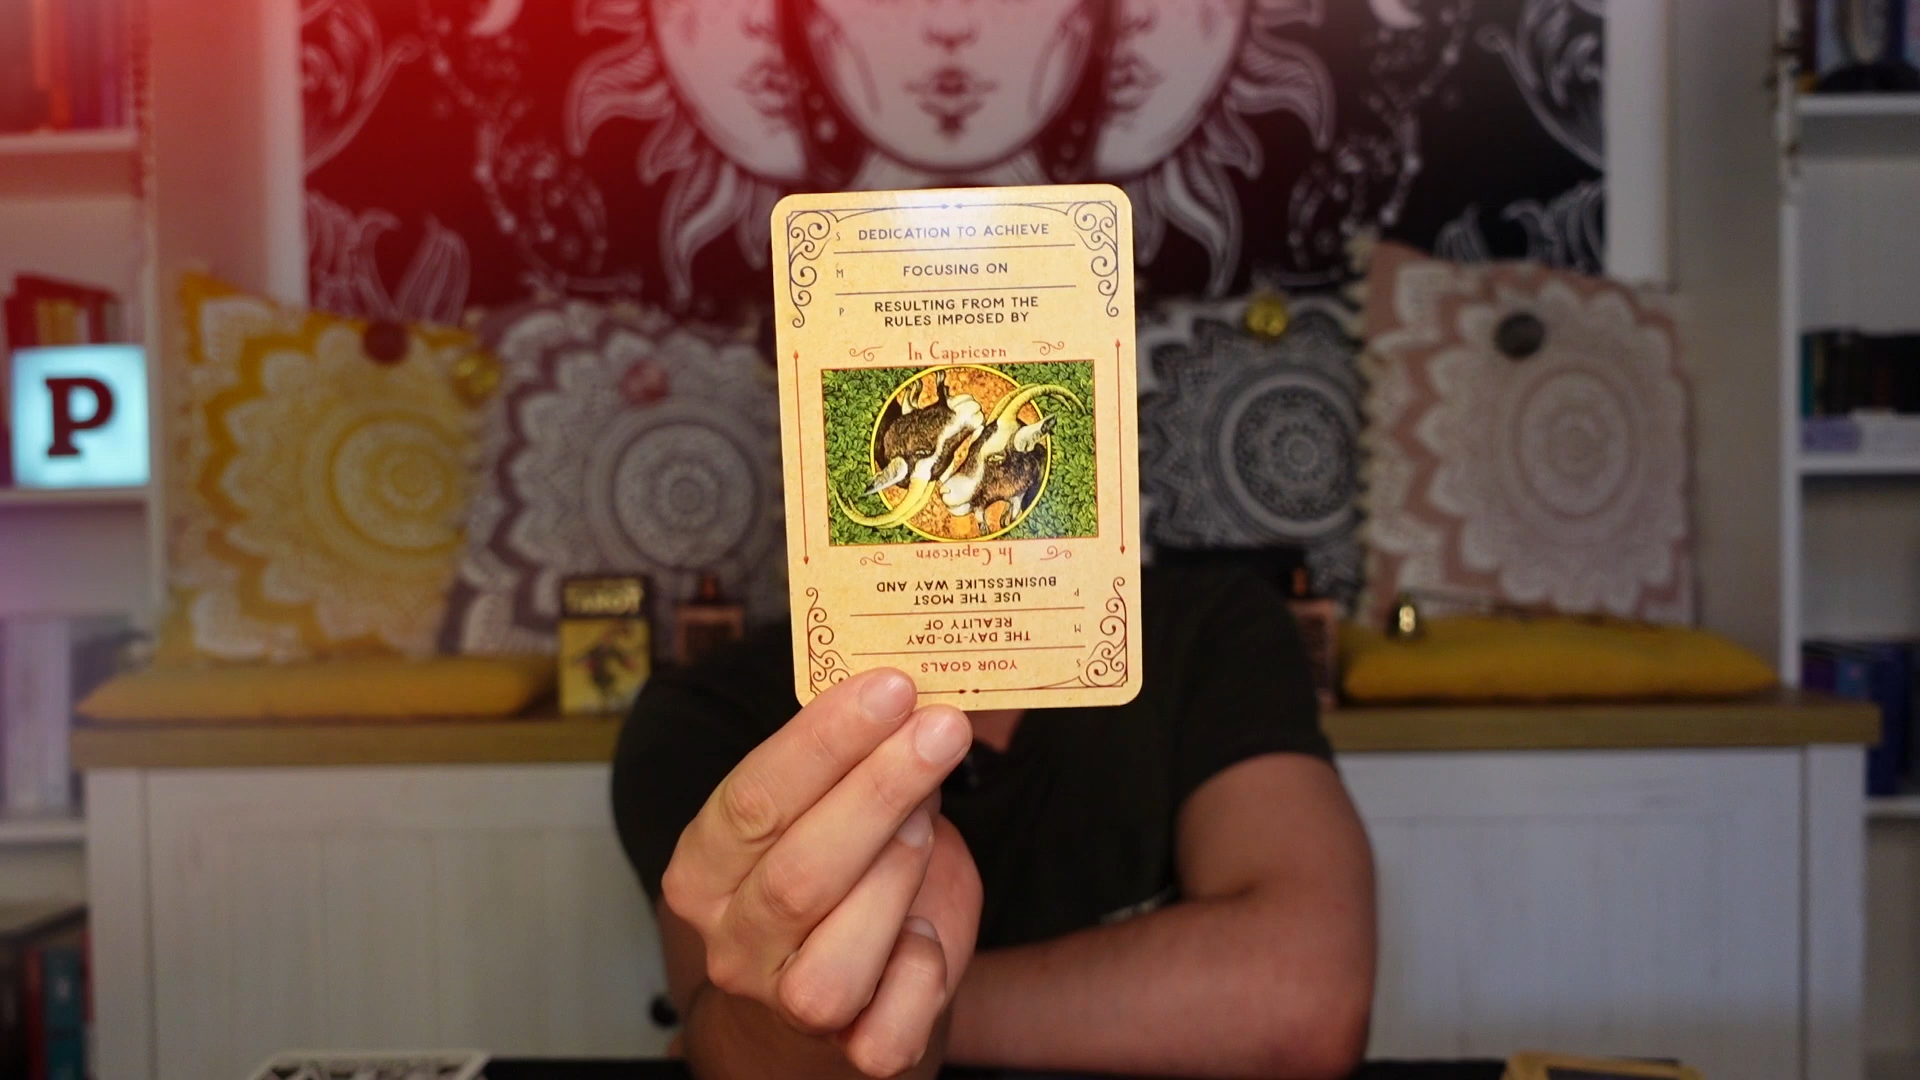 S DEDICATION TO ACHIEVE
M FOCUSING ON
P RESULTING FROM THE
RULES IMPOSED BY
In Capricorn
In Capricorn
P USE THE MOST
BUSINESSLIKE WAY AND
M THE DAY-TO-DAY
REALITY OF
S YOUR GOALS
P
TAROT